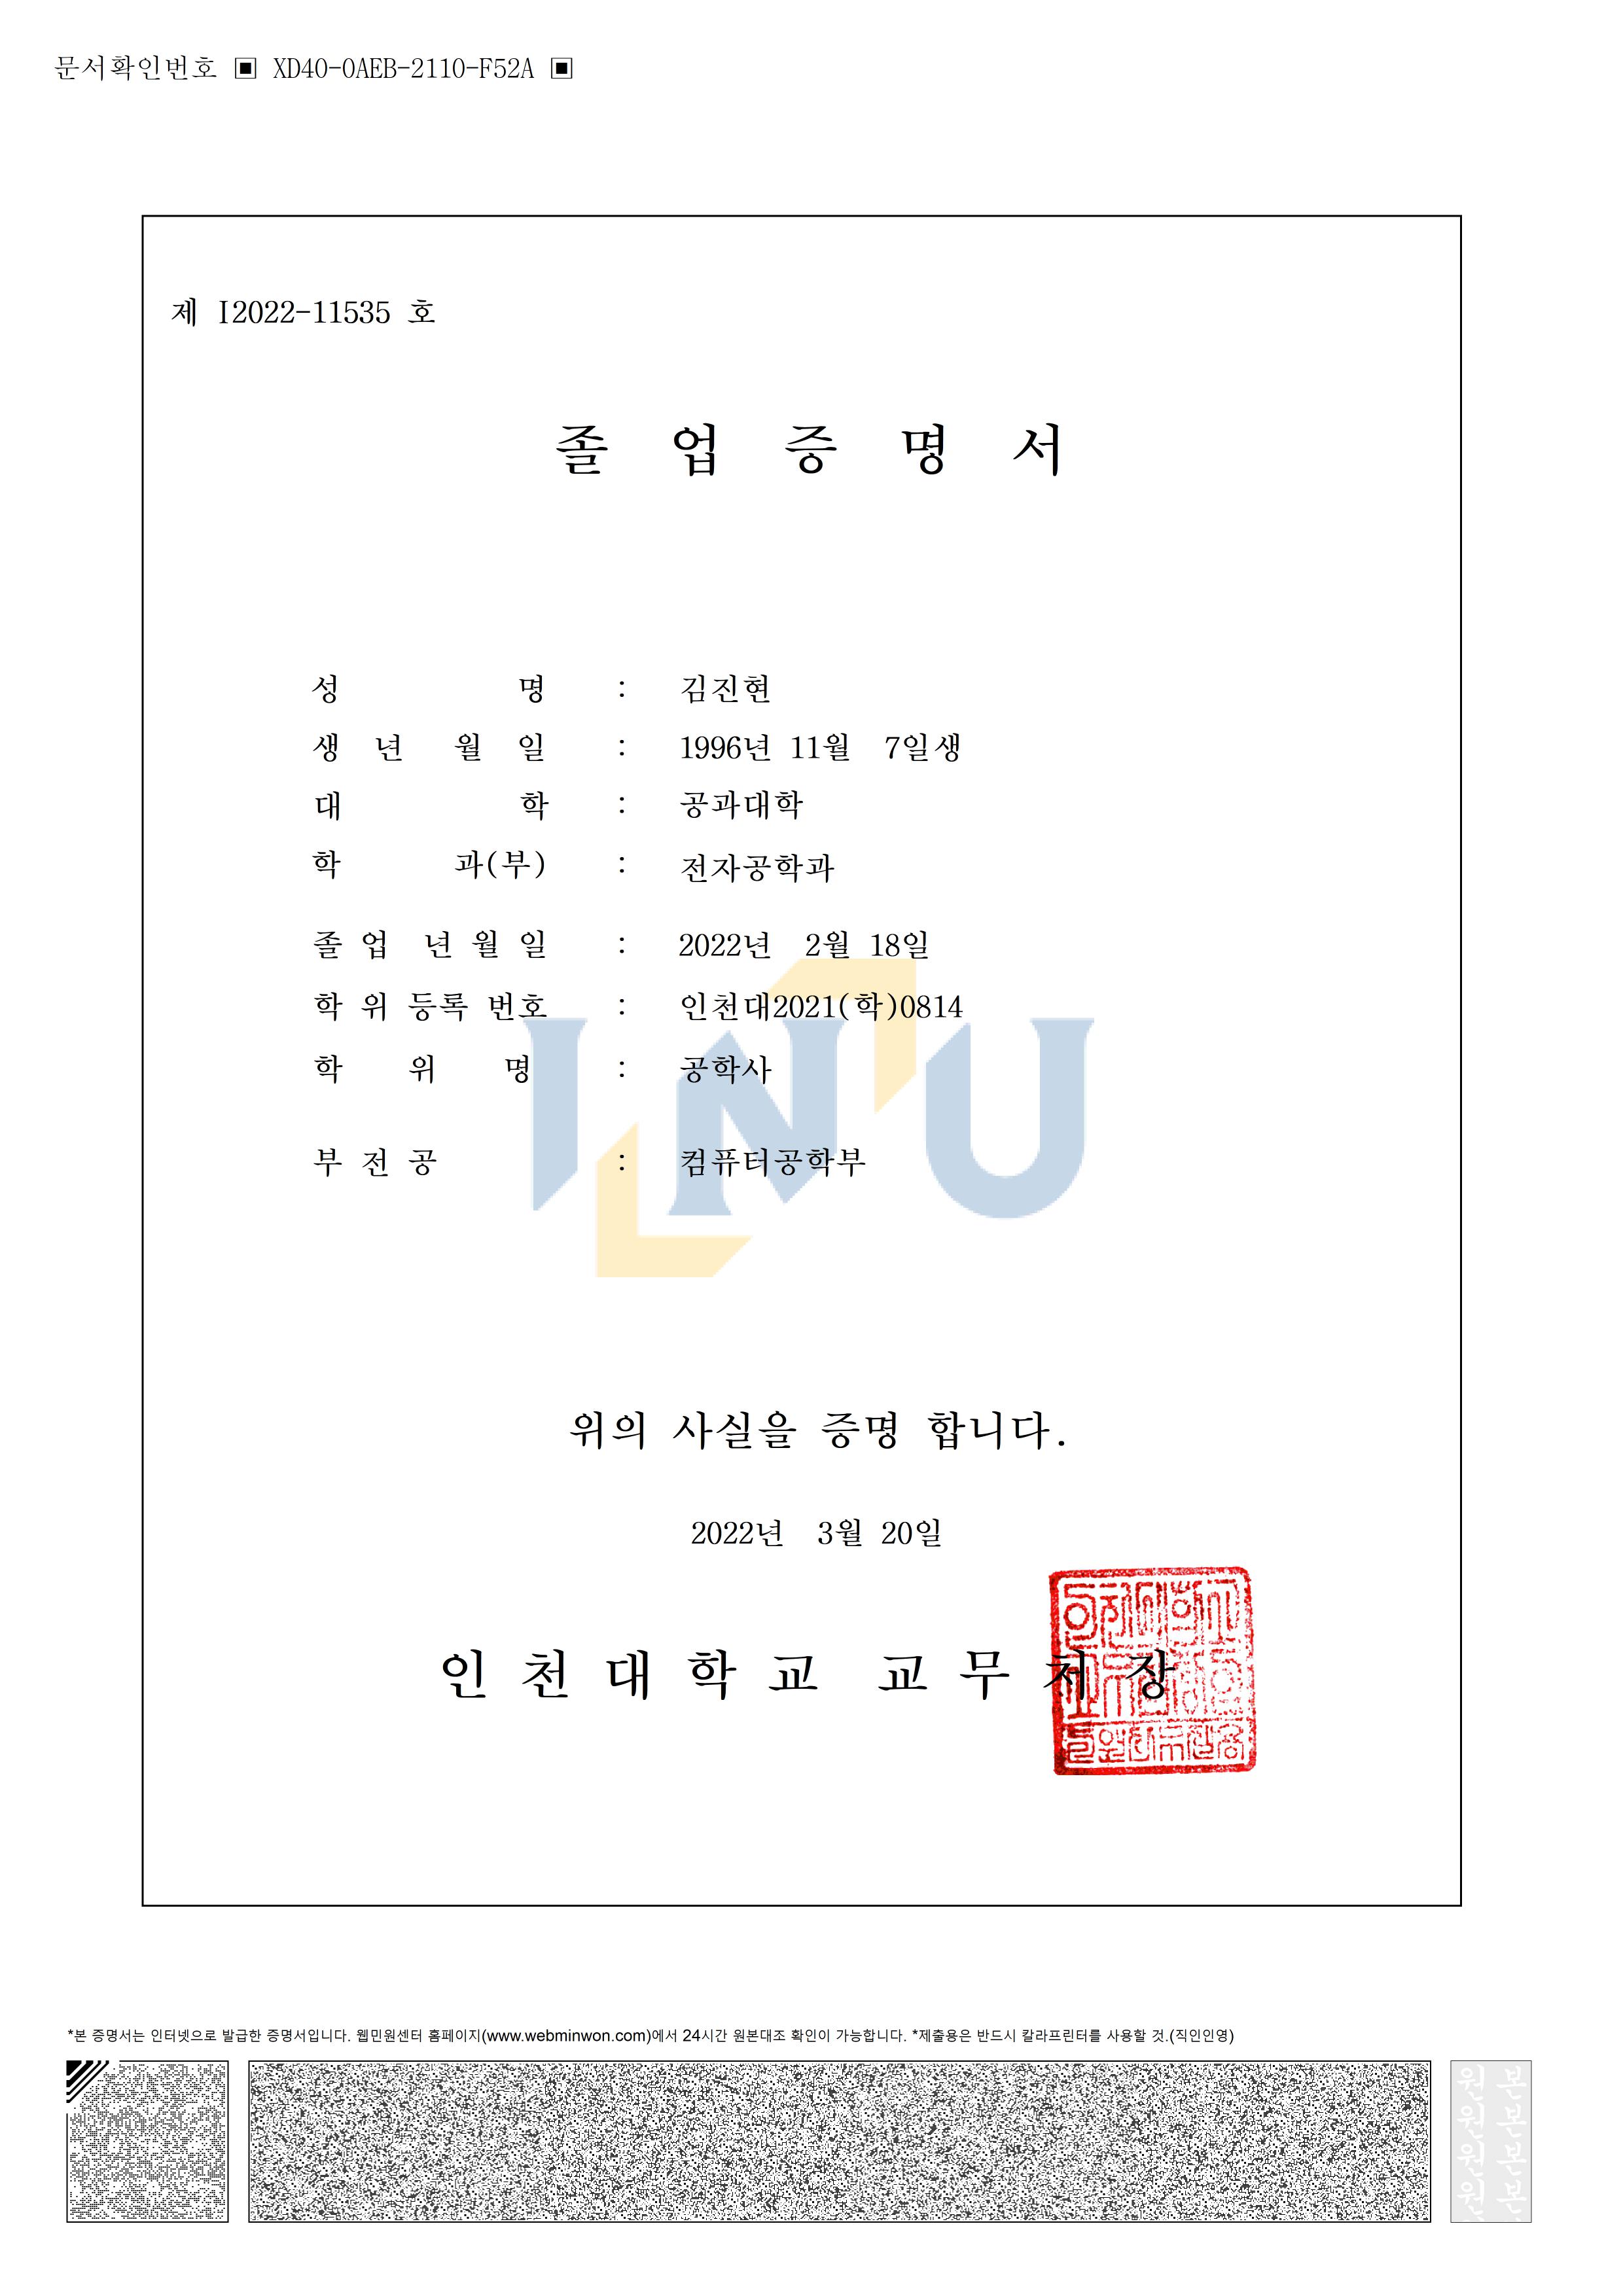 문서확인번호 ▣ XD40-0AEB-2110-F52A ▣
제 I2022-11535 호
졸 업 증 명 서
성 명 : 김진현
생 년 월 일 : 1996년 11월 7일생
대 학 : 공과대학
학 과(부) : 전자공학과
졸 업 년 월 일 : 2022년 2월 18일
학 위 등록 번호 : 인천대2021(학)0814
학 위 명 : 공학사
부 전 공 : 컴퓨터공학부
INU
위의 사실을 증명 합니다.
2022년 3월 20일
인 천 대 학 교 교 무 처 장
*본 증명서는 인터넷으로 발급한 증명서입니다. 웹민원센터 홈페이지(www.webminwon.com)에서 24시간 원본대조 확인이 가능합니다. *제출용은 반드시 칼라프린터를 사용할 것.(직인인영)
원 본
원 본
원 본
원 본